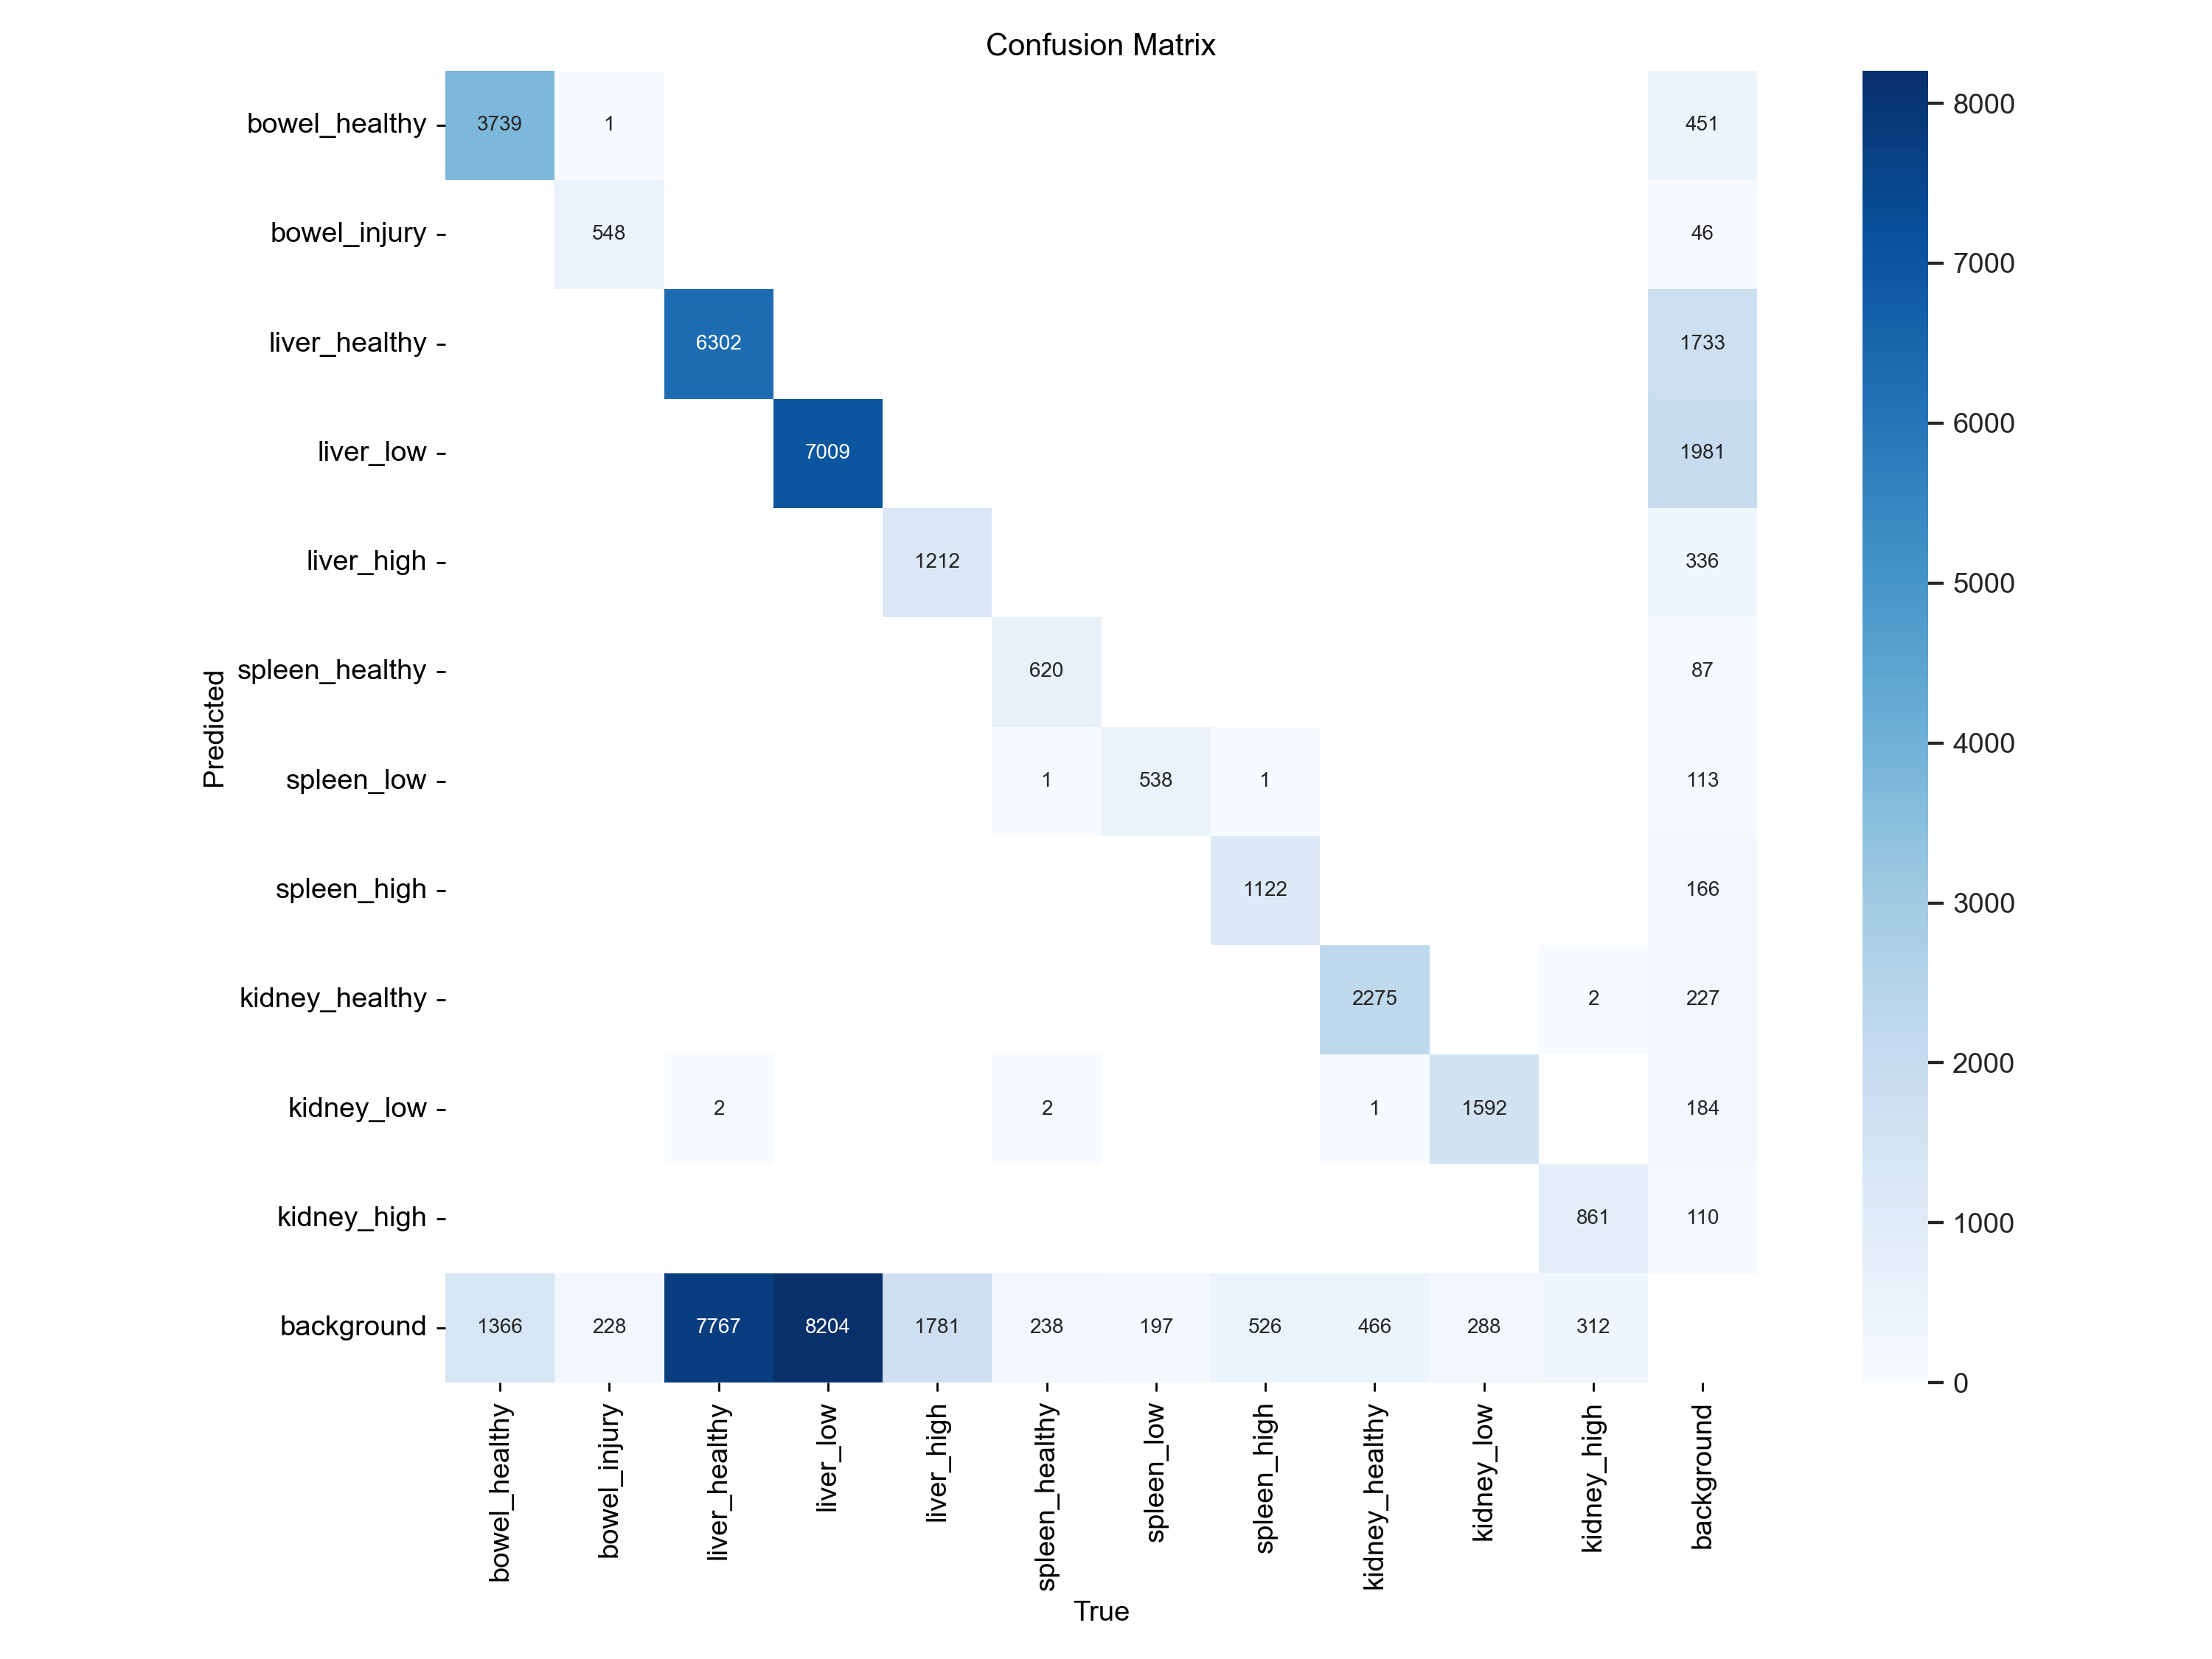 Confusion Matrix
bowel_healthy 3739 1 451
bowel_injury 548 46
liver_healthy 6302 1733
liver_low 7009 1981
liver_high 1212 336
spleen_healthy 620 87
spleen_low 1 538 1 113
spleen_high 1122 166
kidney_healthy 2275 2 227
kidney_low 2 2 1 1592 184
kidney_high 861 110
background 1366 228 7767 8204 1781 238 197 526 466 288 312
Predicted
bowel_healthy
bowel_injury
liver_healthy
liver_low
liver_high
spleen_healthy
spleen_low
spleen_high
kidney_healthy
kidney_low
kidney_high
background
True
8000
7000
6000
5000
4000
3000
2000
1000
0